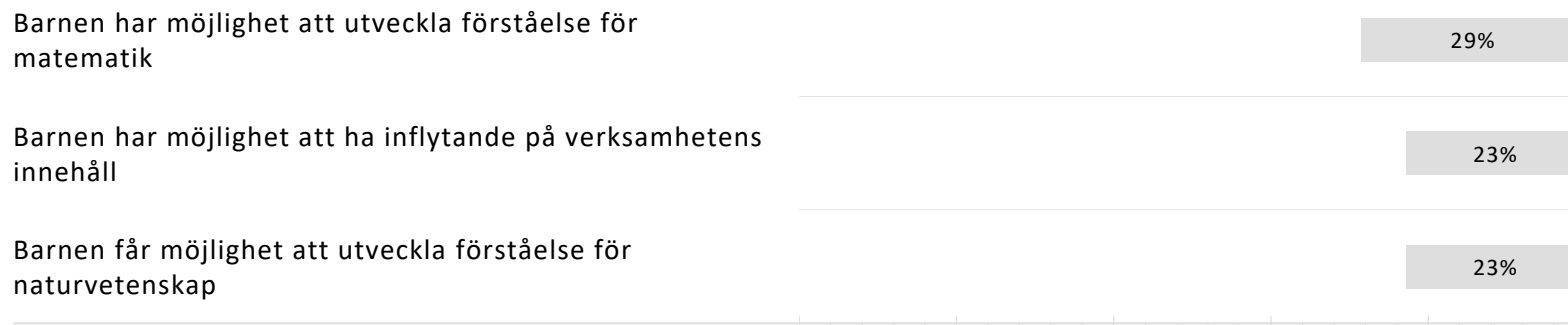 Barnen har möjlighet att utveckla förståelse för
matematik
29%
Barnen har möjlighet att ha inflytande på verksamhetens
innehåll
23%
Barnen får möjlighet att utveckla förståelse för
naturvetenskap
23%